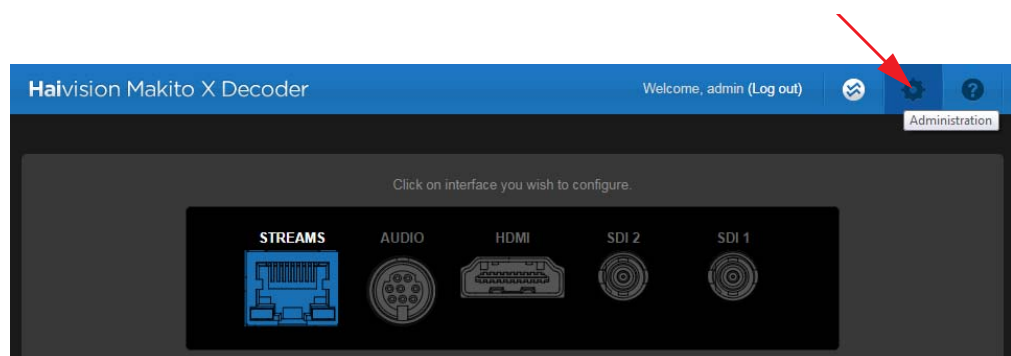 Haivision Makito X Decoder
Welcome, admin (Log out)
?
Administration
Click on interface you wish to configure.
STREAMS AUDIO HDMI SDI 2 SDI 1